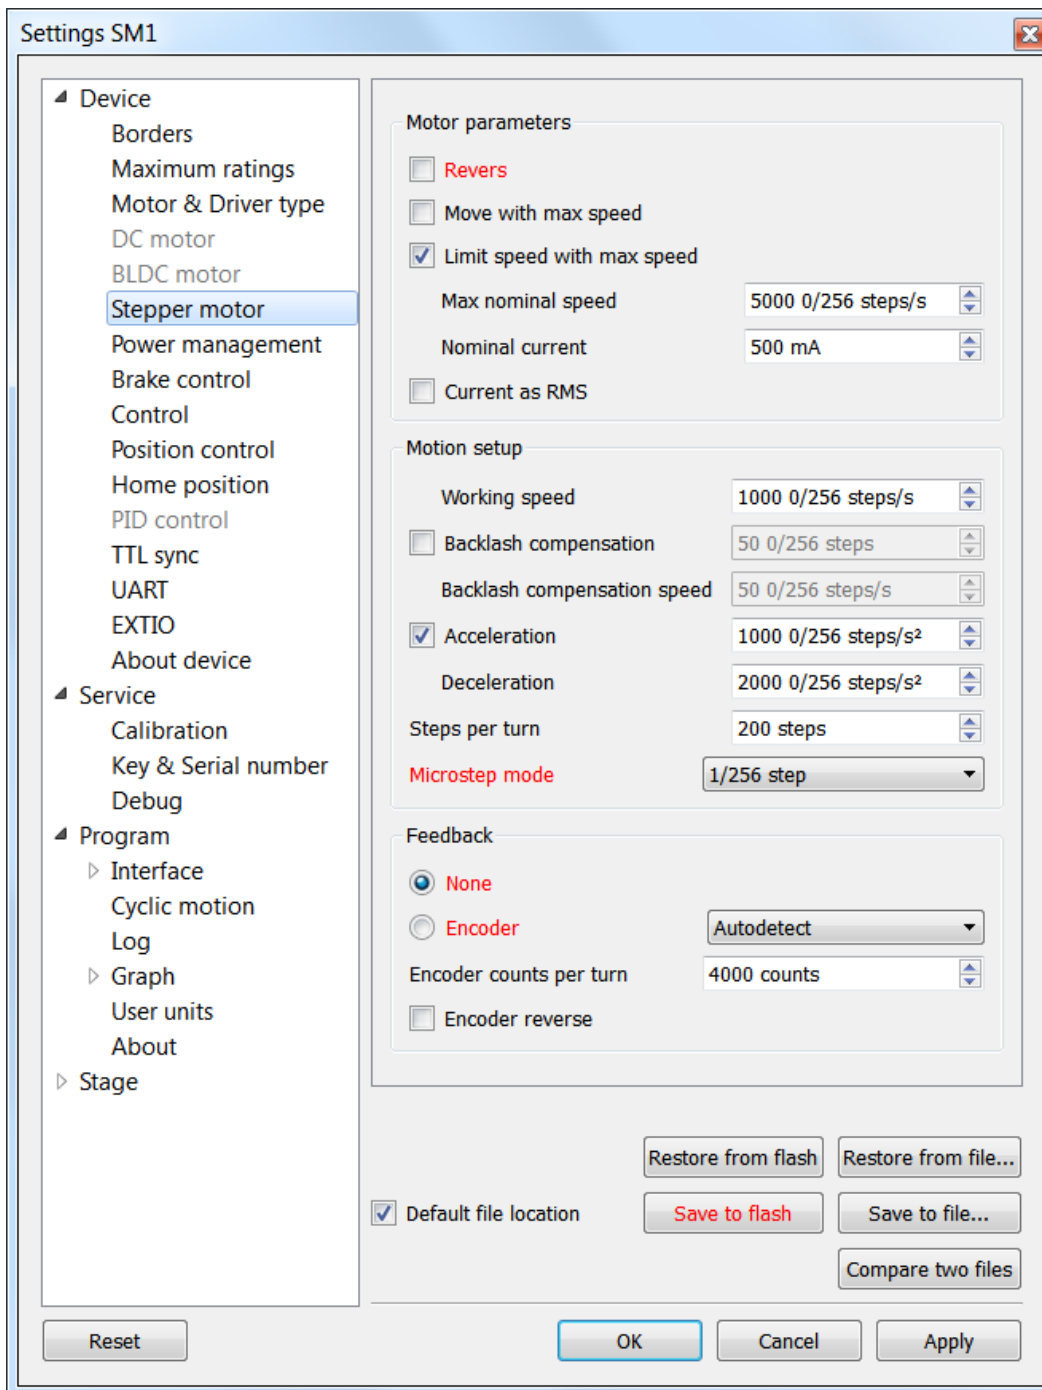 Settings SM1
Device
Borders
Maximum ratings
Motor & Driver type
DC motor
BLDC motor
Stepper motor
Power management
Brake control
Control
Position control
Home position
PID control
TTL sync
UART
EXTIO
About device
Service
Calibration
Key & Serial number
Debug
Program
Interface
Cyclic motion
Log
Graph
User units
About
Stage
Motor parameters
Revers
Move with max speed
Limit speed with max speed
Max nominal speed 5000 0/256 steps/s
Nominal current 500 mA
Current as RMS
Motion setup
Working speed 1000 0/256 steps/s
Backlash compensation 50 0/256 steps
Backlash compensation speed 50 0/256 steps/s
Acceleration 1000 0/256 steps/s²
Deceleration 2000 0/256 steps/s²
Steps per turn 200 steps
Microstep mode 1/256 step
Feedback
None
Encoder Autodetect
Encoder counts per turn 4000 counts
Encoder reverse
Restore from flash Restore from file...
Default file location Save to flash Save to file...
Compare two files
Reset OK Cancel Apply